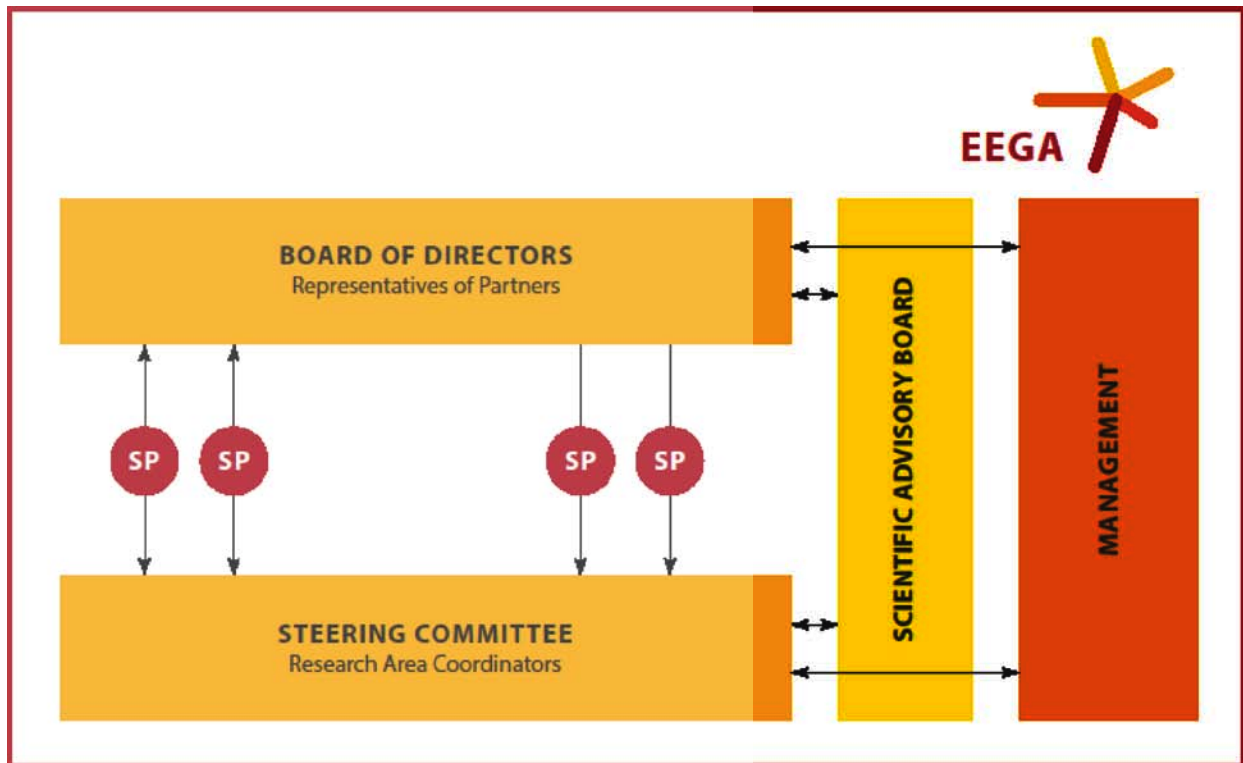 EEGA
BOARD OF DIRECTORS
Representatives of Partners
SP
SP
SP
SP
STEERING COMMITTEE
Research Area Coordinators
SCIENTIFIC ADVISORY BOARD
MANAGEMENT